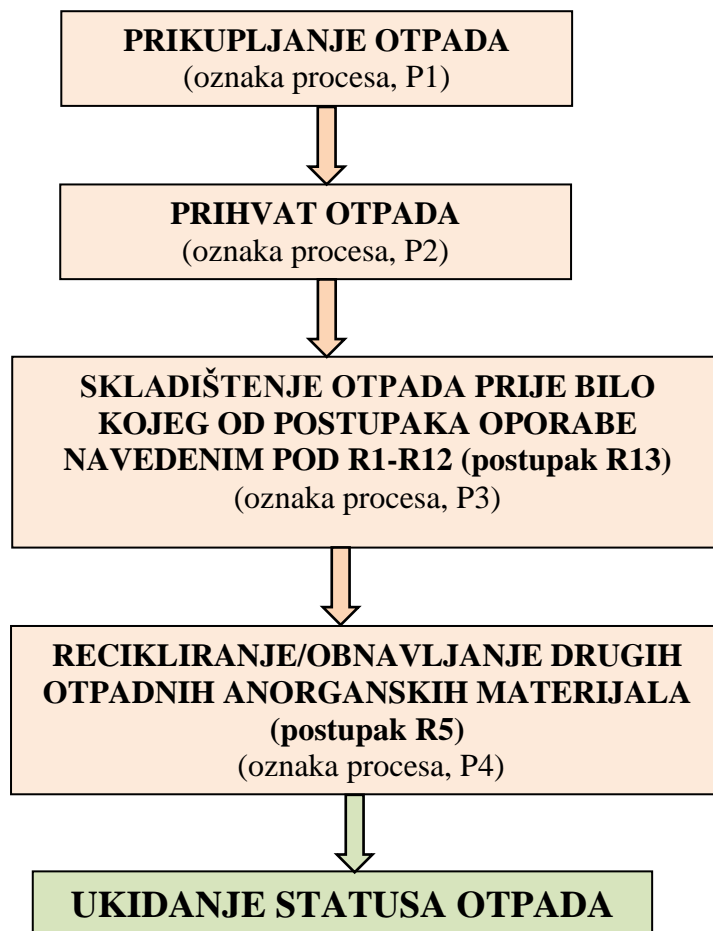 PRIKUPLJANJE OTPADA
(oznaka procesa, P1)
PRIHVAT OTPADA
(oznaka procesa, P2)
SKLADIŠTENJE OTPADA PRIJE BILO
KOJEG OD POSTUPAKA OPORABE
NAVEDENIM POD R1-R12 (postupak R13)
(oznaka procesa, P3)
RECIKLIRANJE/OBNAVLJANJE DRUGIH
OTPADNIH ANORGANSKIH MATERIJALA
(postupak R5)
(oznaka procesa, P4)
UKIDANJE STATUSA OTPADA